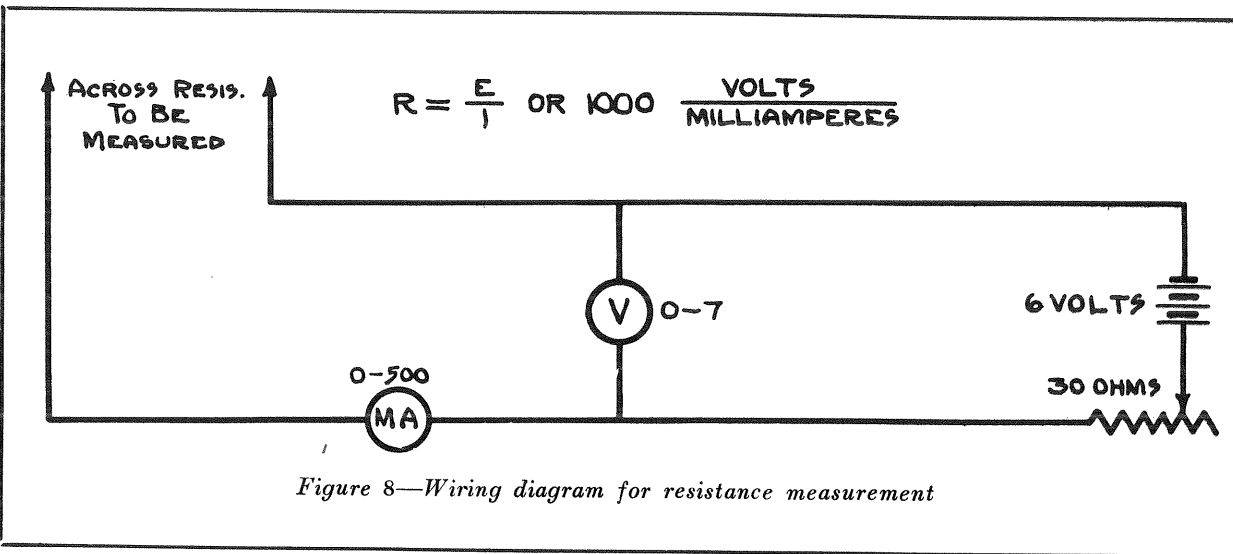 ACROSS RESIS.
TO BE
MEASURED
R = E/I OR 1000 VOLTS/MILLIAMPERES
V
0-7
6 VOLTS
0-500
MA
30 OHMS
Figure 8—Wiring diagram for resistance measurement